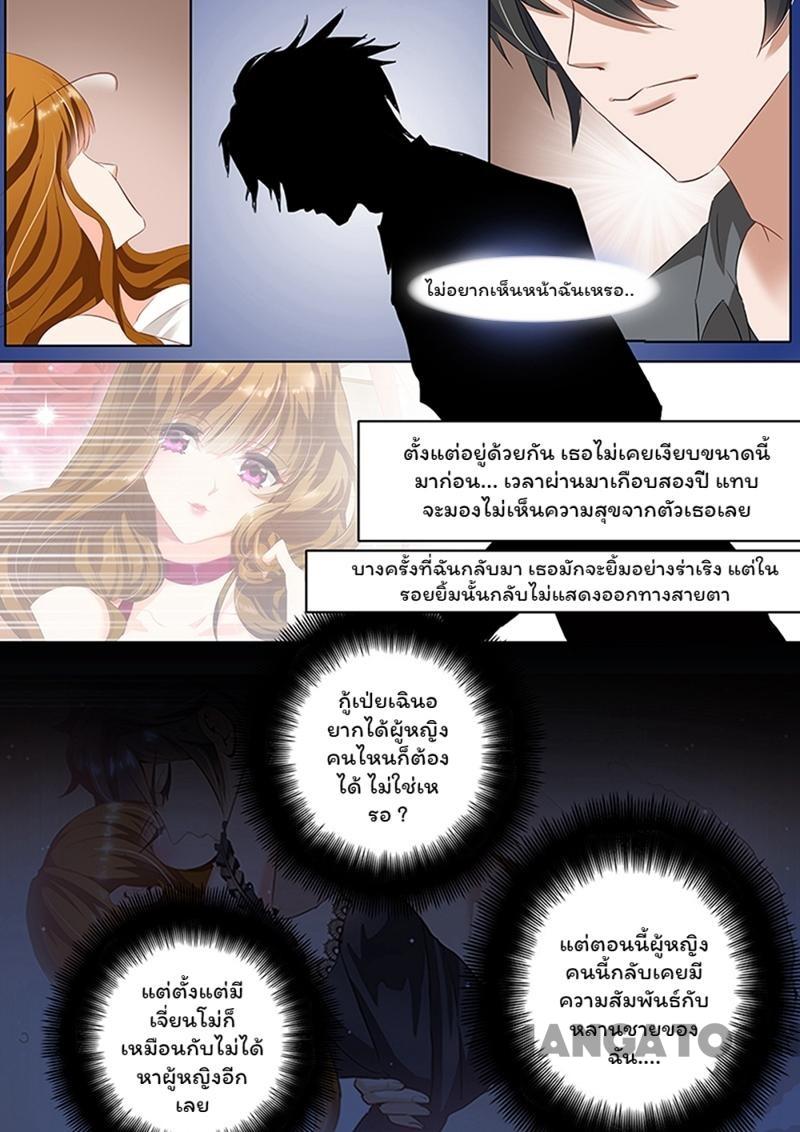 ไม่อยากเห็นหน้าฉันเหรอ..
ตั้งแต่อยู่ด้วยกัน เธอไม่เคยเงียบขนาดนี้
มาก่อน... เวลาผ่านมาเกือบสองปี แทบ
จะมองไม่เห็นความสุขจากตัวเธอเลย
บางครั้งที่ฉันกลับมา เธอมักจะยิ้มอย่างร่าเริง แต่ใน
รอยยิ้มนั้นกลับไม่แสดงออกทางสายตา
กู้เป่ยเฉินอ
ยากได้ผู้หญิง
คนไหนก็ต้อง
ได้ ไม่ใช่เห
รอ ?
แต่ตอนนี้ผู้หญิง
คนนี้กลับเคยมี
ความสัมพันธ์กับ
หลานชายของ
ฉัน....
แต่ตั้งแต่มี
เจี่ยนโม่ก็
เหมือนกับไม่ได้
หาผู้หญิงอีก
เลย
ANGATO